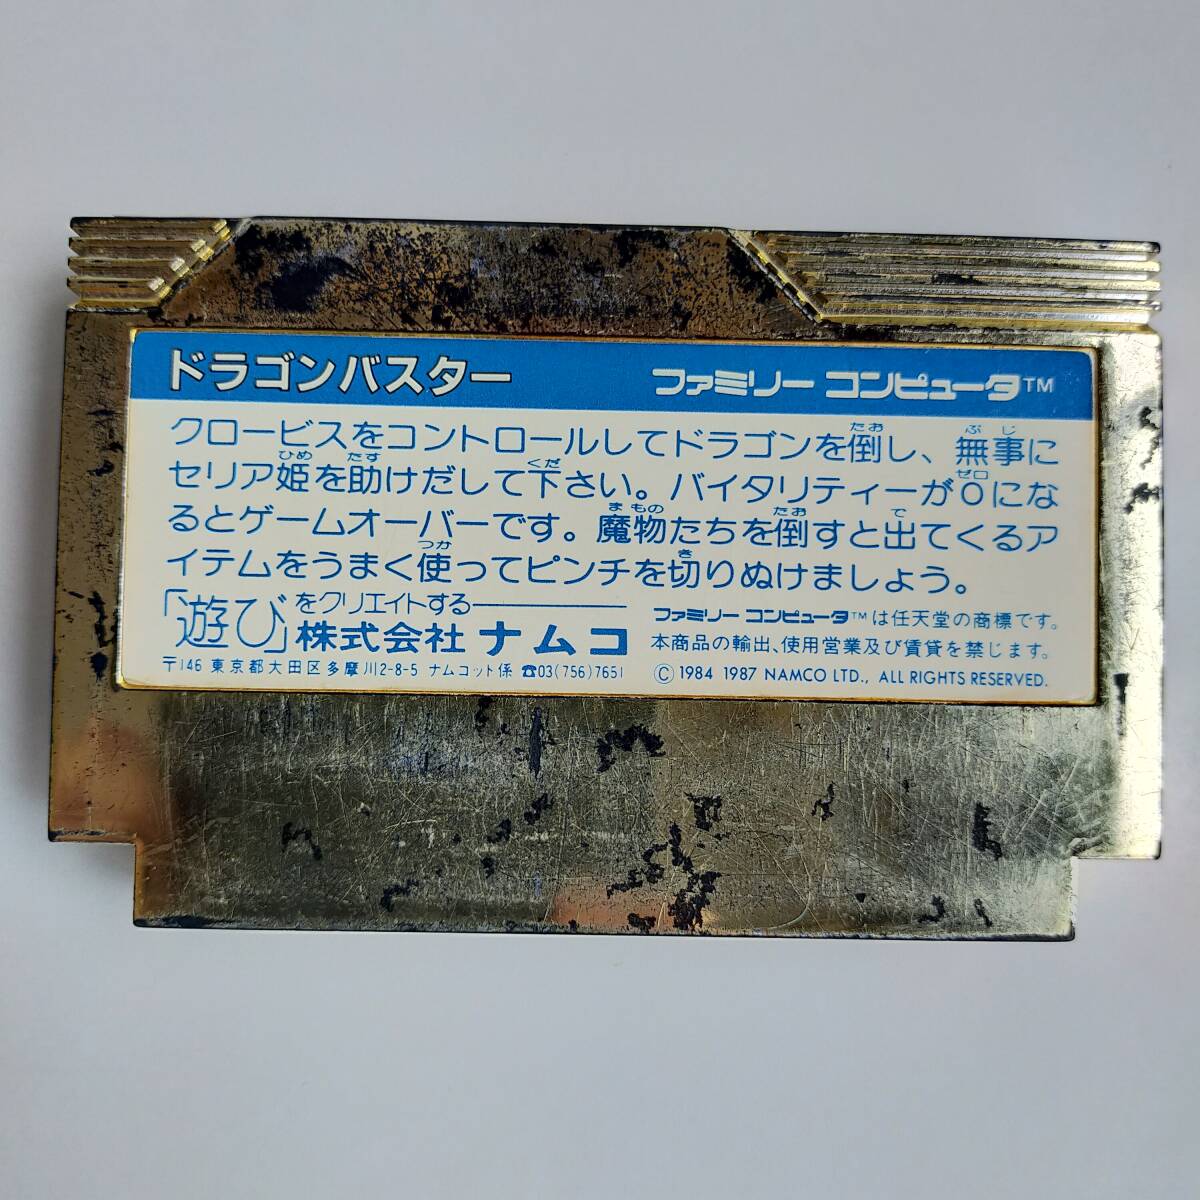 ドラゴンバスター ファミリー コンピュータ™
クロービスをコントロールしてドラゴンを倒し、無事に
セリア姫を助けだして下さい。バイタリティーが0にな
るとゲームオーバーです。魔物たちを倒すと出てくるア
イテムをうまく使ってピンチを切りぬけましょう。
「遊び」をクリエイトする
株式会社 ナムコ
〒146 東京都大田区多摩川2-8-5 ナムコット係 ☎03(756)7651
ファミリー コンピュータ™は任天堂の商標です。
本商品の輸出、使用営業及び賃貸を禁じます。
© 1984 1987 NAMCO LTD., ALL RIGHTS RESERVED.